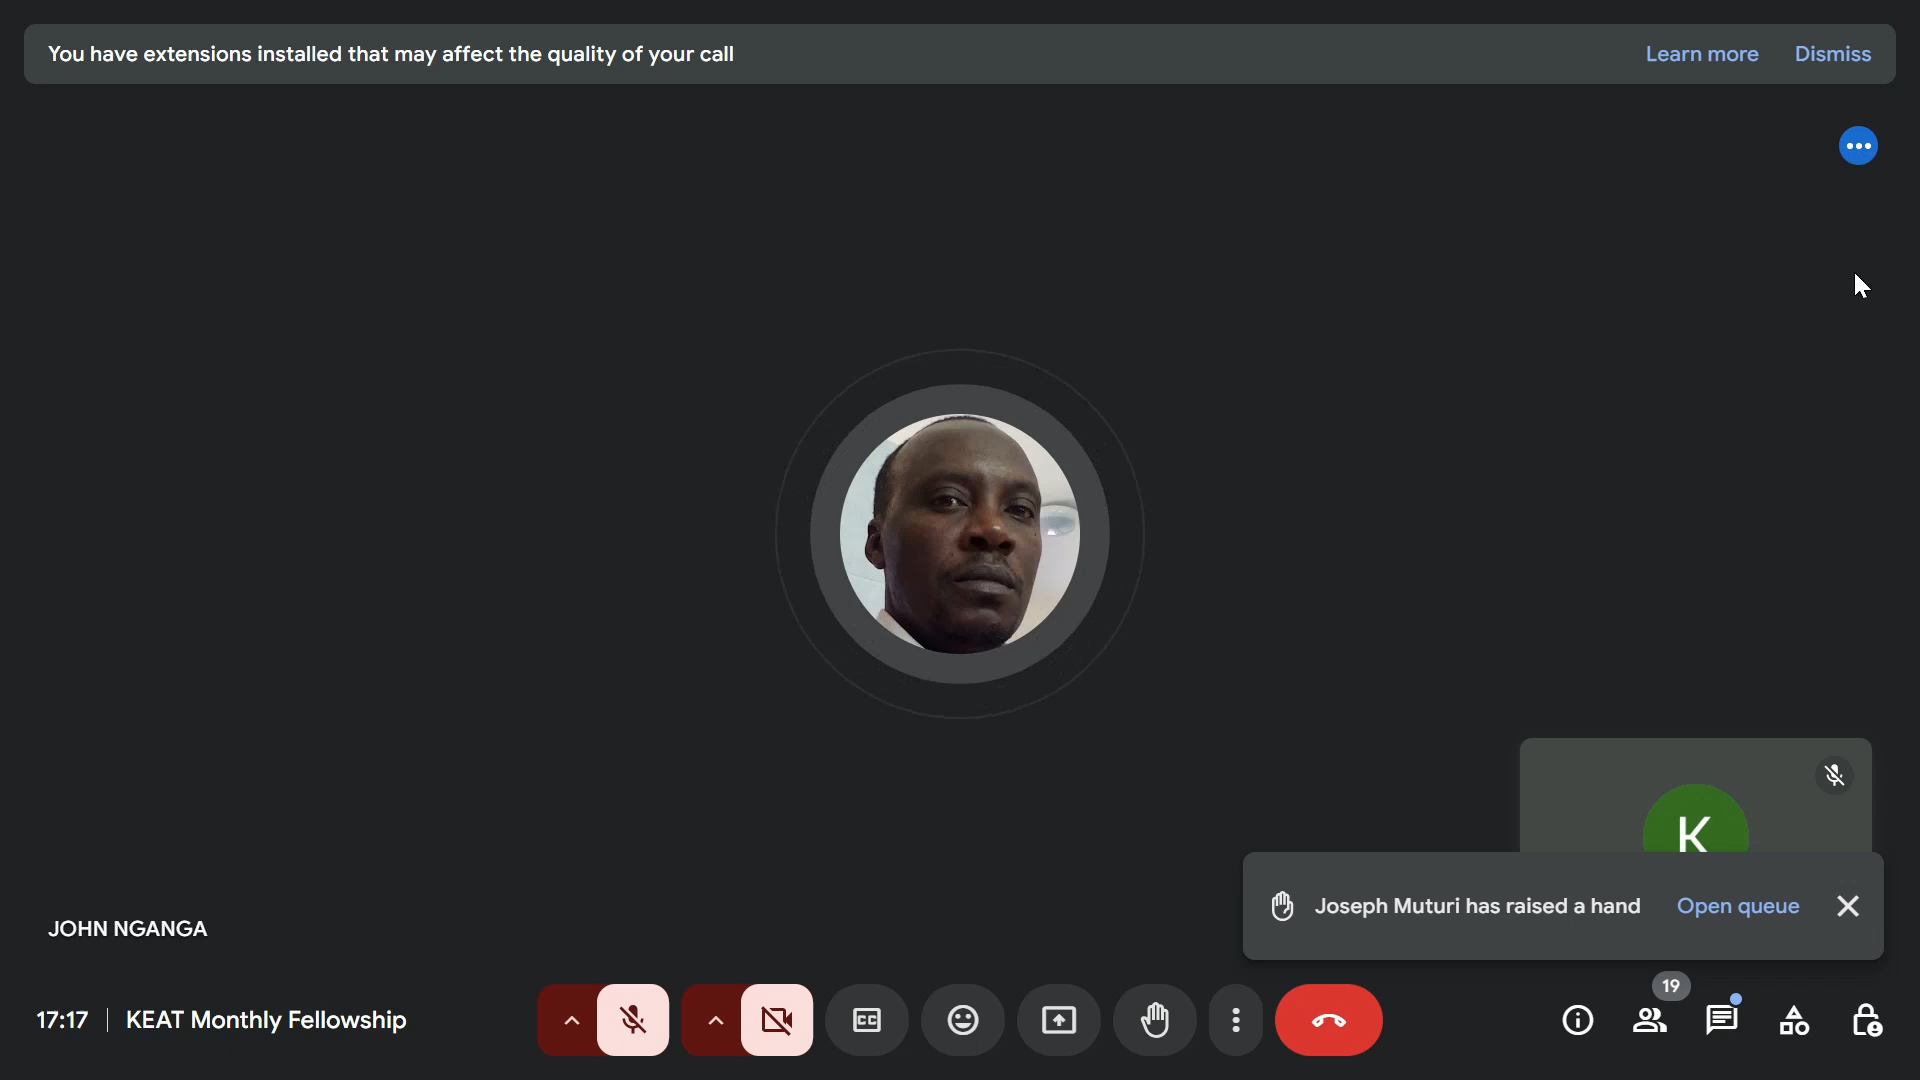 You have extensions installed that may affect the quality of your call
Learn more
Dismiss
K
Joseph Muturi has raised a hand
Open queue
JOHN NGANGA
19
17:17
KEAT Monthly Fellowship
CC